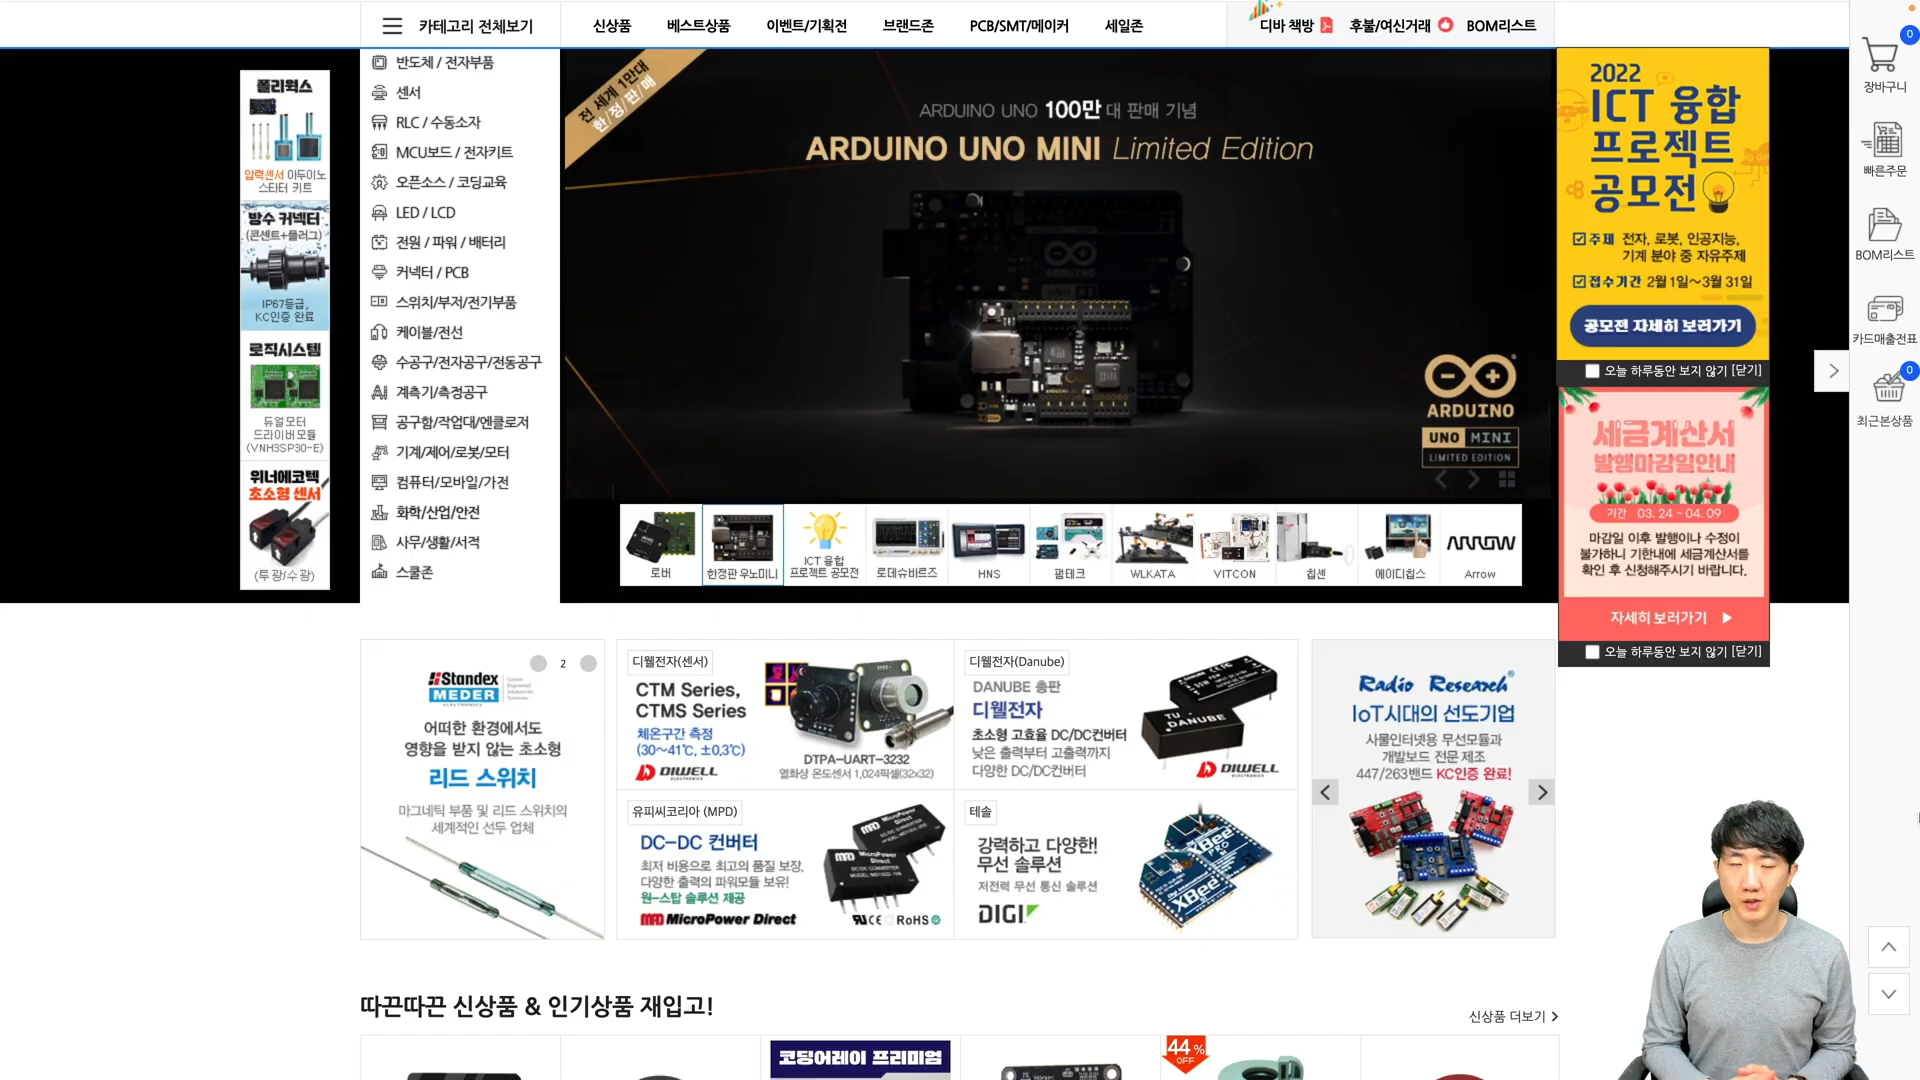 카테고리 전체보기
신상품
베스트상품
이벤트/기획전
브랜드존
PCB/SMT/메이커
세일존
디바 책방
후불/여신거래
BOM리스트
반도체 / 전자부품
센서
RLC / 수동소자
MCU보드 / 전자키트
오픈소스 / 코딩교육
LED / LCD
전원 / 파워 / 배터리
커넥터 / PCB
스위치/부저/전기부품
케이블/전선
수공구/전자공구/전동공구
계측기/측정공구
공구함/작업대/엔클로저
기계/제어/로봇/모터
컴퓨터/모바일/가전
화학/산업/안전
사무/생활/서적
스쿨존
폴리웍스
압력센서 아두이노
스타터 키트
방수 커넥터
(콘센트+플러그)
IP67등급,
KC인증 완료
로직시스템
듀얼모터
드라이버모듈
(VNH3SP30-E)
위너에코텍
초소형 센서
(투광/수광)
전 세계 1만대
한/정/판/매
ARDUINO UNO 100만 대 판매 기념
ARDUINO UNO MINI Limited Edition
ARDUINO
UNO MINI
LIMITED EDITION
로버
한정판 우노미니
ICT 융합
프로젝트 공모전
로데슈바르즈
HNS
펌테크
WLKATA
VITCON
칩센
에이디칩스
Arrow
2022
ICT 융합
프로젝트
공모전
주제 전자, 로봇, 인공지능,
기계 분야 중 자유주제
접수기간 2월 1일~3월 31일
공모전 자세히 보러가기
오늘 하루동안 보지 않기 [닫기]
세금계산서
발행마감일안내
기간 03. 24 ~ 04. 09
마감일 이후 발행이나 수정이
불가하니 기한내에 세금계산서를
확인 후 신청해주시기 바랍니다.
자세히 보러가기
오늘 하루동안 보지 않기 [닫기]
0
장바구니
빠른주문
BOM리스트
카드매출전표
0
최근본상품
2
Standex
MEDER
ELECTRONICS
어떠한 환경에서도
영향을 받지 않는 초소형
리드 스위치
마그네틱 부품 및 리드 스위치의
세계적인 선두 업체
디웰전자(센서)
CTM Series,
CTMS Series
체온구간 측정
(30~41℃, ±0,3℃)
DIWELL
DTPA-UART-3232
열화상 온도센서 1,024픽셀(32x32)
디웰전자(Danube)
DANUBE 총판
디웰전자
초소형 고효율 DC/DC컨버터
낮은 출력부터 고출력까지
다양한 DC/DC컨버터
DANUBE
DIWELL
유피씨코리아 (MPD)
DC-DC 컨버터
최저 비용으로 최고의 품질 보장,
다양한 출력의 파워모듈 보유!
원-스탑 솔루션 제공
MicroPower Direct
RoHS
테솔
강력하고 다양한!
무선 솔루션
저전력 무선 통신 솔루션
DIGI
Radio Research
IoT시대의 선도기업
사물인터넷용 무선모듈과
개발보드 전문 제조
447/263밴드 KC인증 완료!
따끈따끈 신상품 & 인기상품 재입고!
신상품 더보기
코딩어레이 프리미엄
44 %
OFF